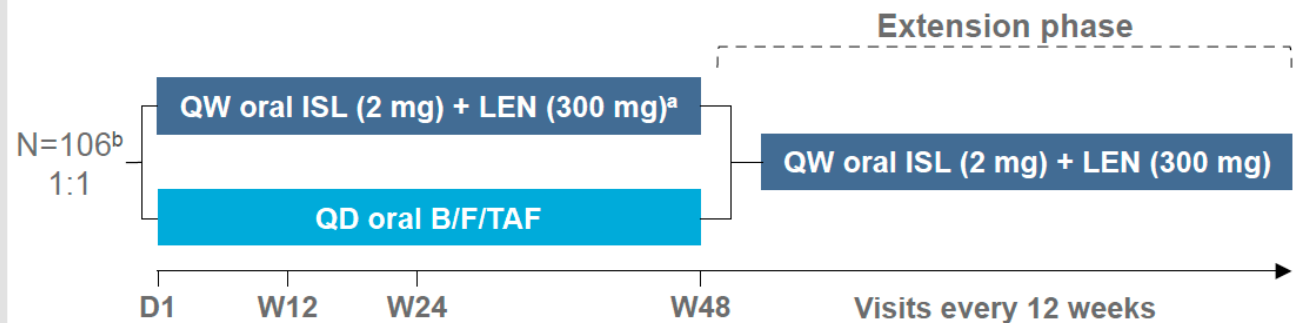 Extension phase
QW oral ISL (2 mg) + LEN (300 mg)ᵃ
N=106ᵇ
1:1
QW oral ISL (2 mg) + LEN (300 mg)
QD oral B/F/TAF
D1 W12 W24 W48 Visits every 12 weeks